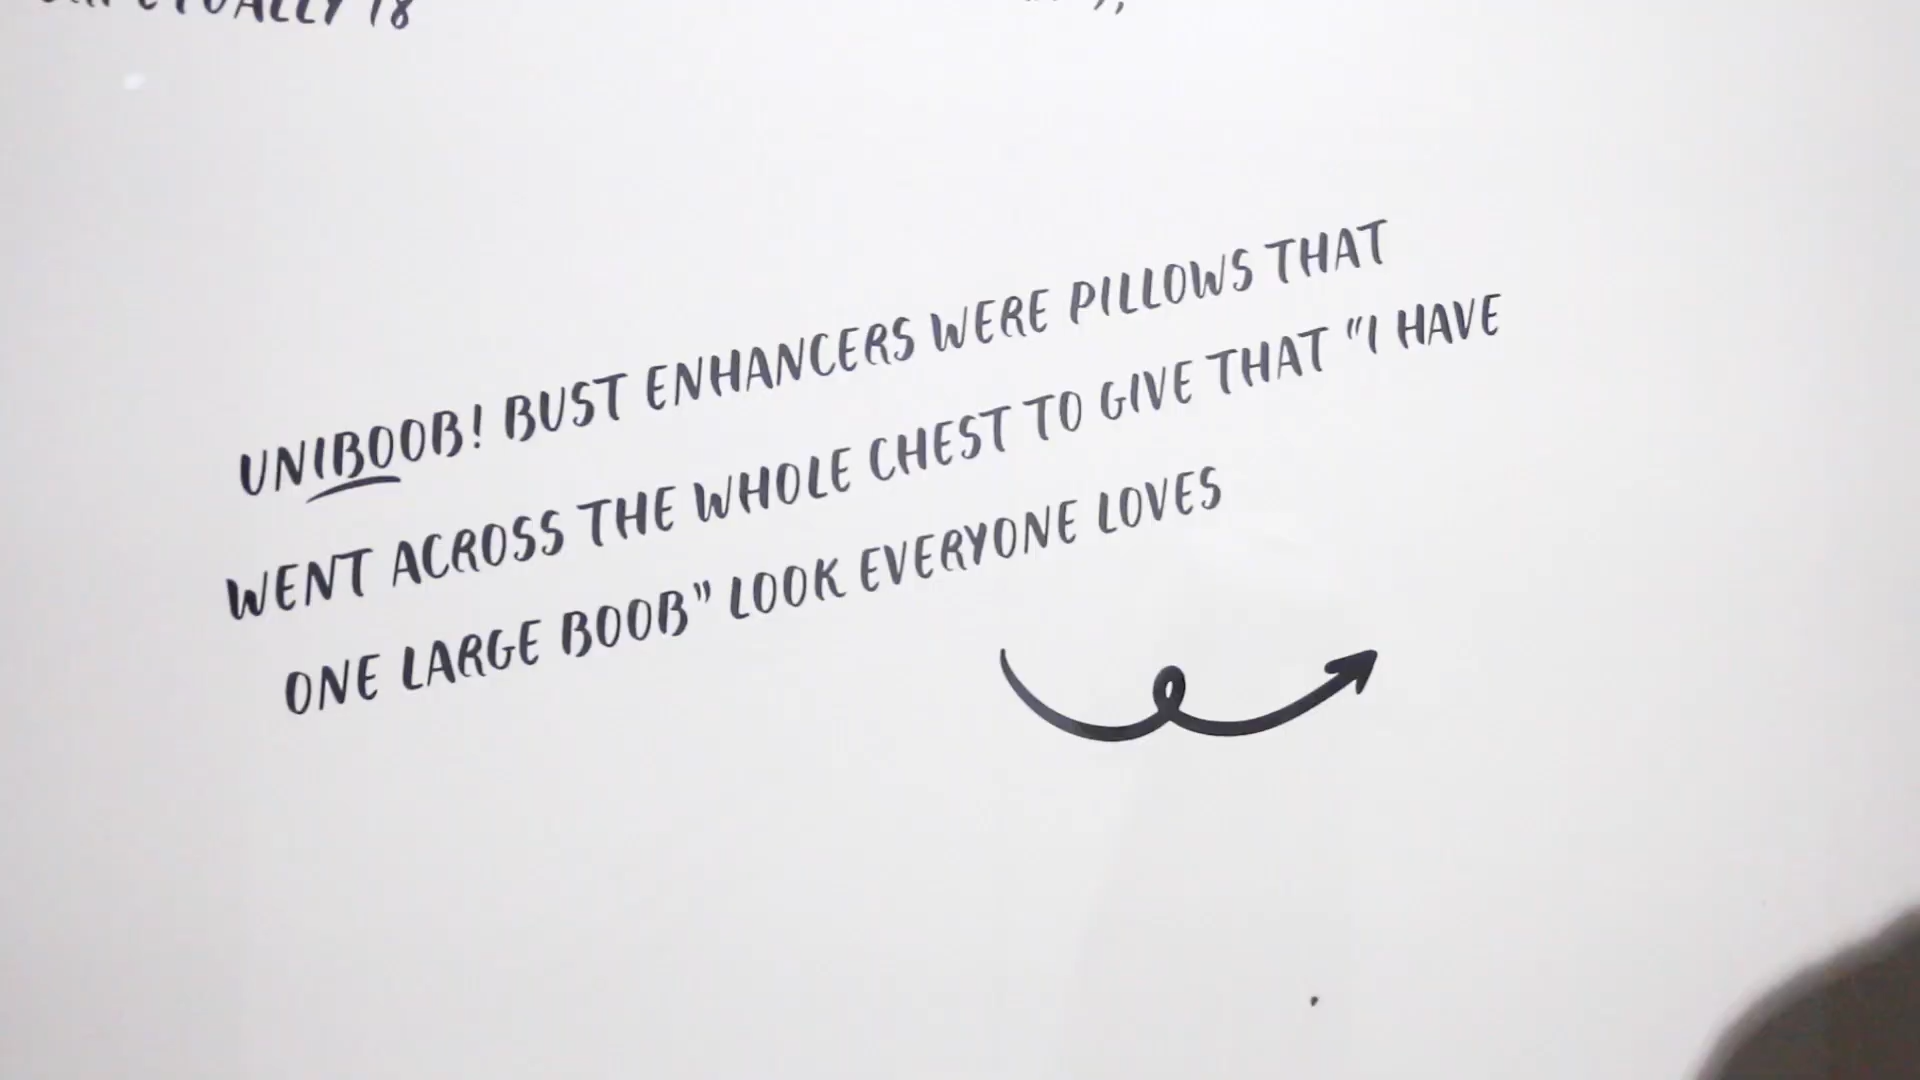 18
UNIBOOB! BUST ENHANCERS WERE PILLOWS THAT
WENT ACROSS THE WHOLE CHEST TO GIVE THAT "I HAVE
ONE LARGE BOOB" LOOK EVERYONE LOVES